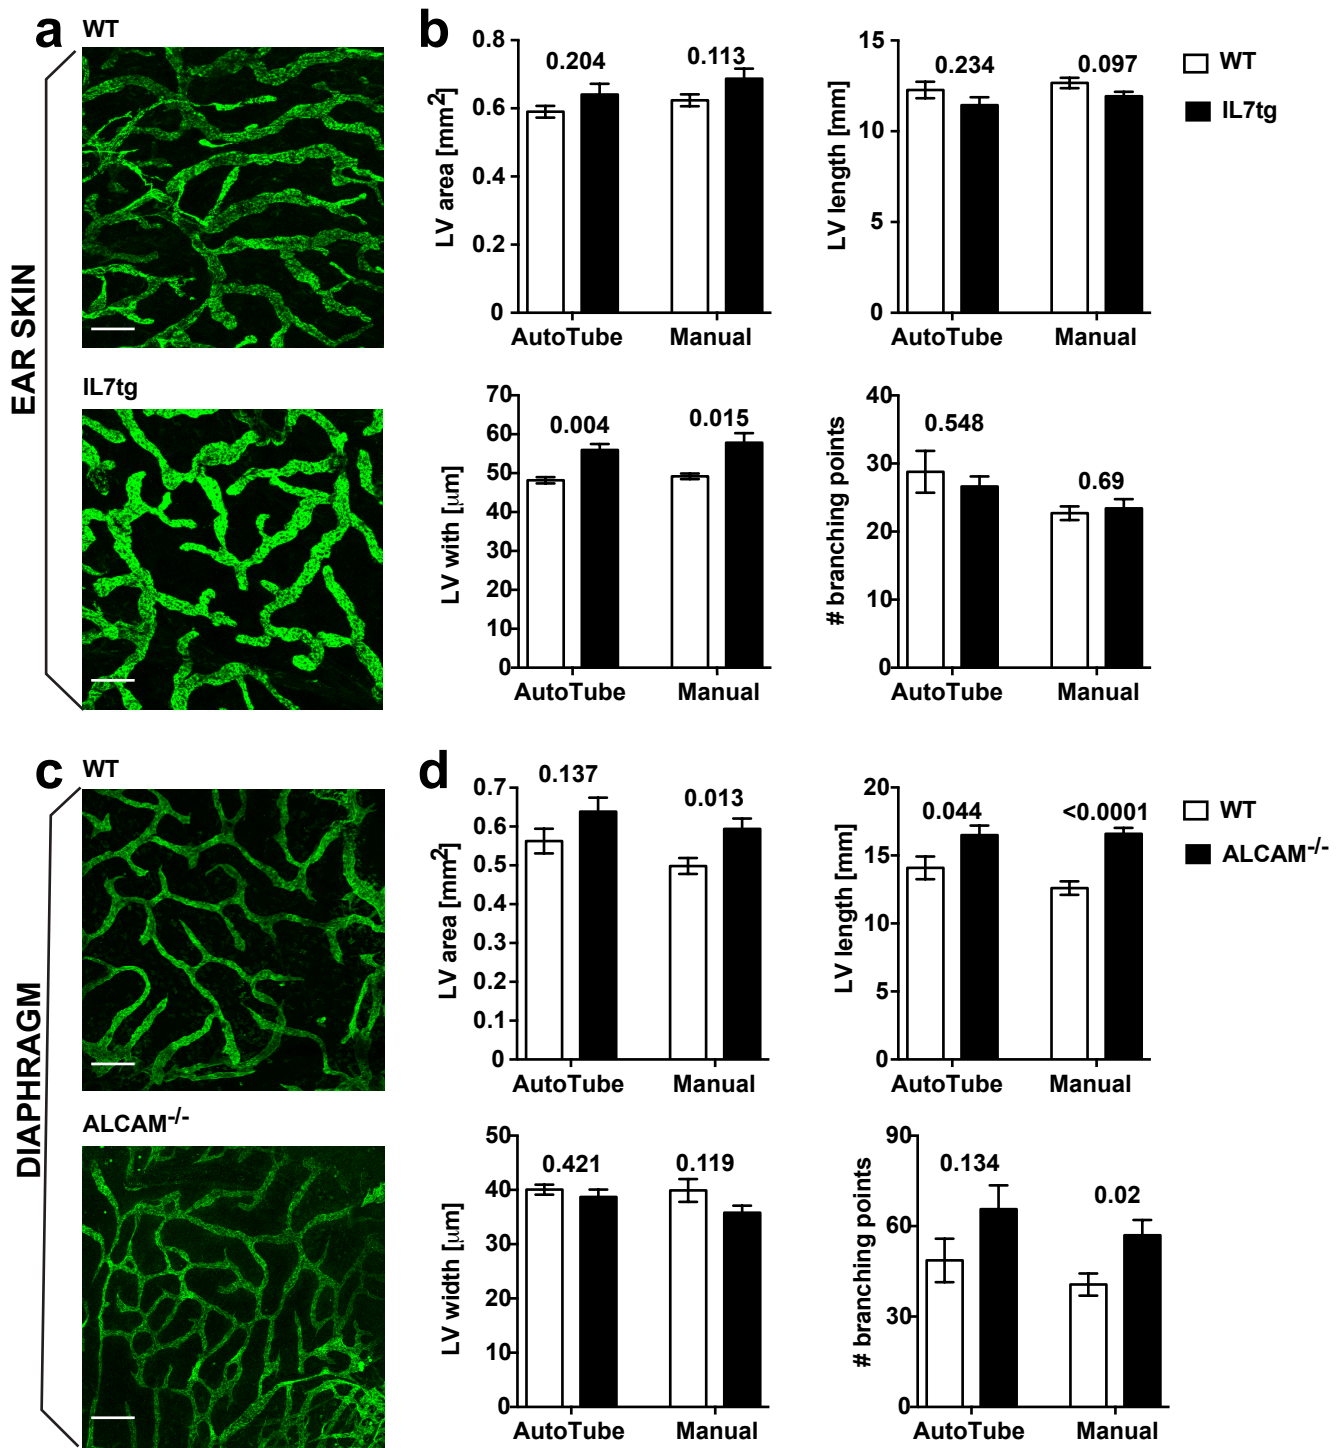 a
WT
EAR SKIN
IL7tg
b
LV area [mm²]
0.8
0.6
0.4
0.2
0
0.204
0.113
AutoTube
Manual
LV length [mm]
15
10
5
0
0.234
0.097
AutoTube
Manual
WT
IL7tg
LV with [μm]
70
60
50
40
30
20
10
0
0.004
0.015
AutoTube
Manual
# branching points
40
30
20
10
0
0.548
0.69
AutoTube
Manual
c
WT
DIAPHRAGM
ALCAM⁻/⁻
d
LV area [mm²]
0.7
0.6
0.5
0.4
0.3
0.2
0.1
0
0.137
0.013
AutoTube
Manual
LV length [mm]
20
15
10
5
0
0.044
<0.0001
AutoTube
Manual
WT
ALCAM⁻/⁻
LV width [μm]
50
40
30
20
10
0
0.421
0.119
AutoTube
Manual
# branching points
90
60
30
0
0.134
0.02
AutoTube
Manual